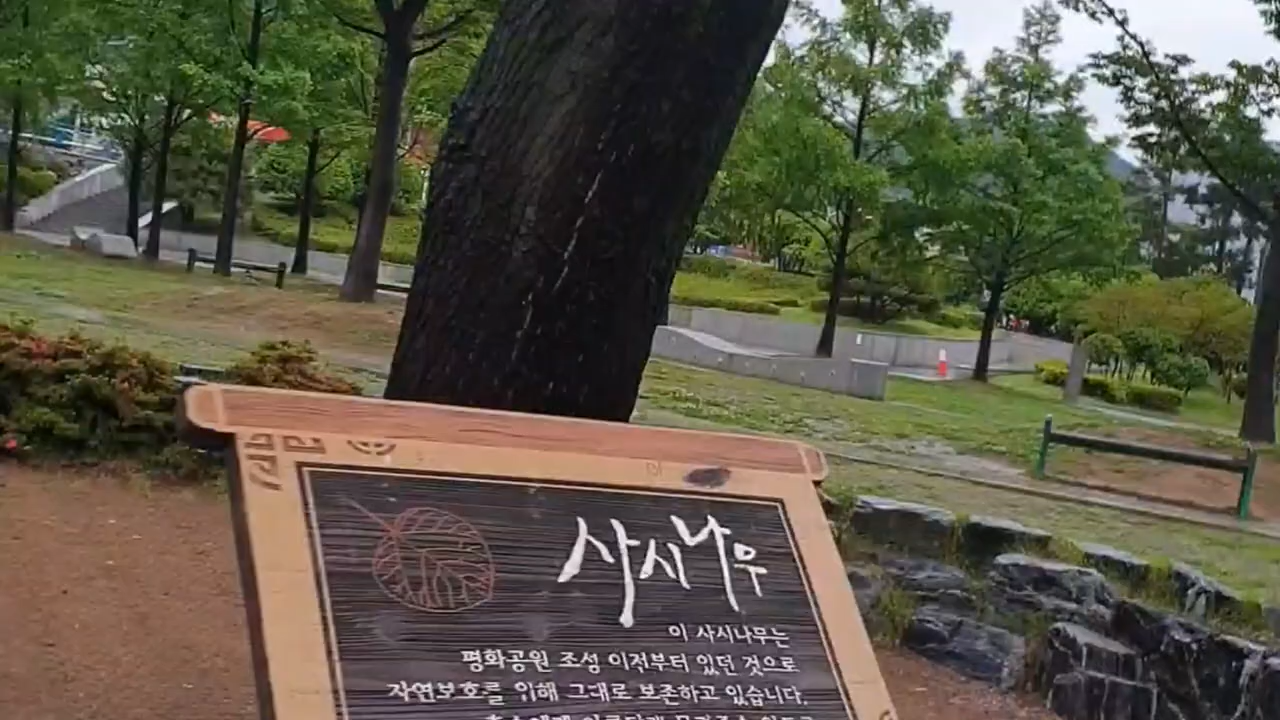 사시나무
이 사시나무는
평화공원 조성 이전부터 있던 것으로
자연보호를 위해 그대로 보존하고 있습니다.